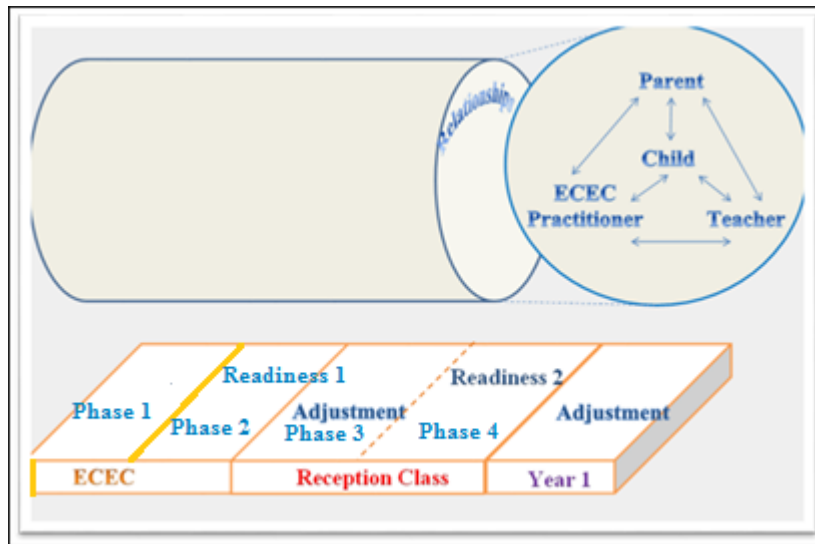 Relationships
Parent
Child
ECEC
Practitioner
Teacher
Readiness 1
Readiness 2
Phase 1
Phase 2
Adjustment
Phase 3
Phase 4
Adjustment
ECEC
Reception Class
Year 1